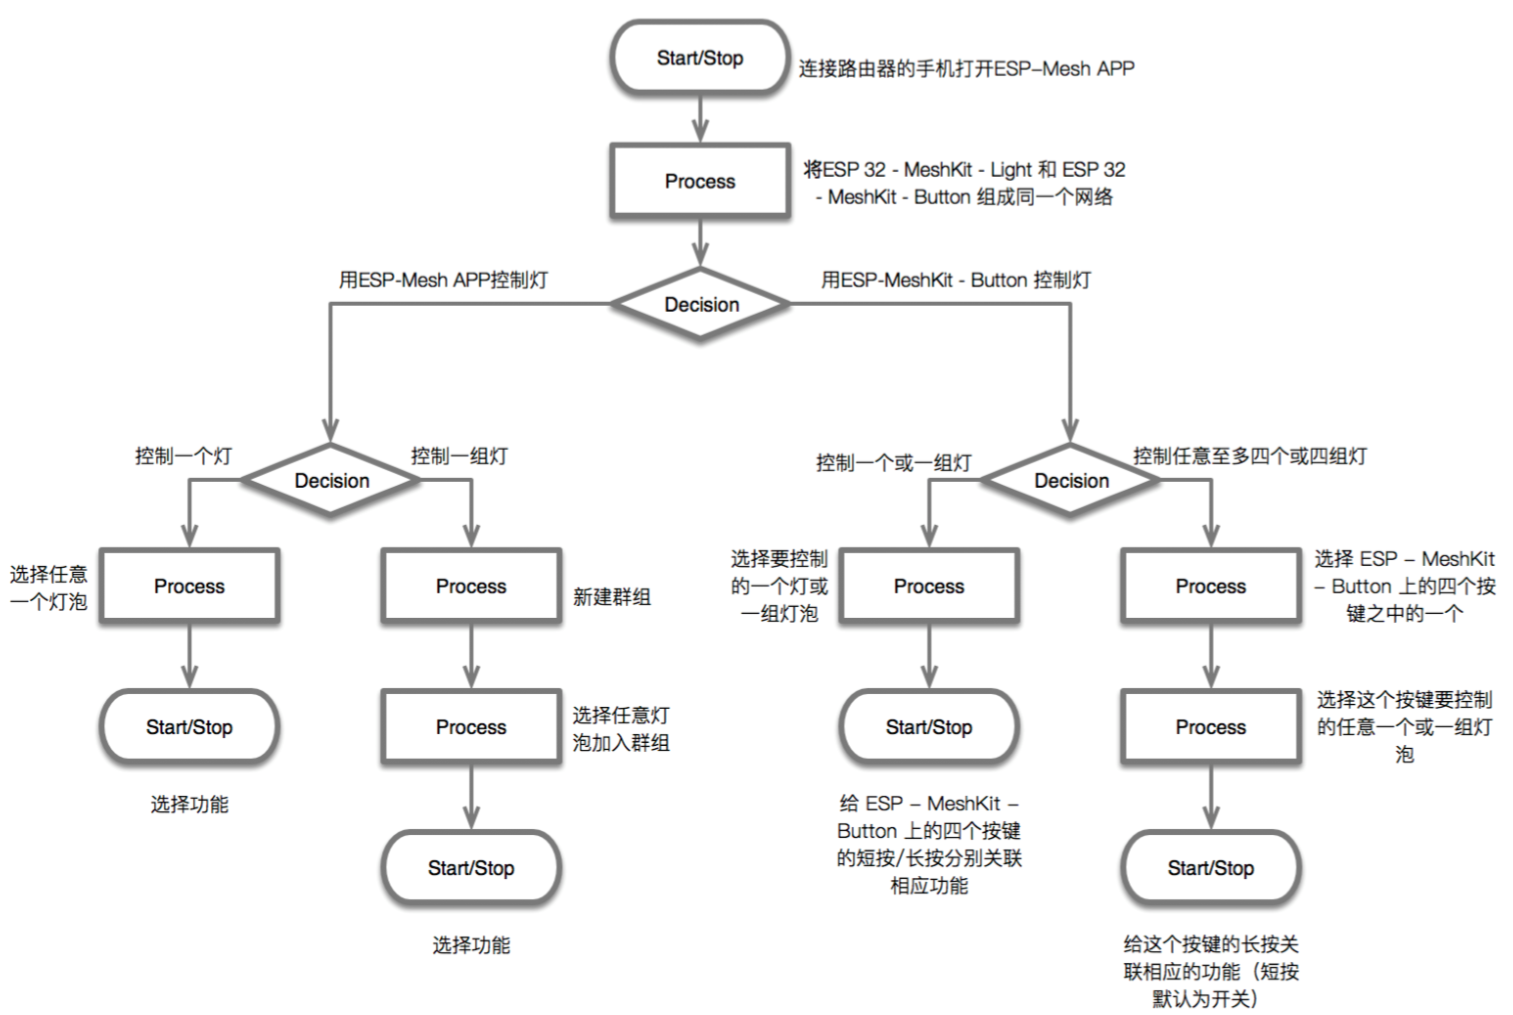 Start/Stop
连接路由器的手机打开ESP–Mesh APP
Process
将ESP 32 - MeshKit - Light 和 ESP 32
- MeshKit - Button 组成同一个网络
用ESP-Mesh APP控制灯
Decision
用ESP-MeshKit - Button 控制灯
控制一个灯
Decision
控制一组灯
控制一个或一组灯
Decision
控制任意至多四个或四组灯
选择任意
一个灯泡
Process
Process
新建群组
选择要控制
的一个灯或
一组灯泡
Process
Process
选择 ESP – MeshKit
– Button 上的四个按
键之中的一个
Start/Stop
选择功能
Process
选择任意灯
泡加入群组
Start/Stop
给 ESP – MeshKit –
Button 上的四个按键
的短按/长按分别关联
相应功能
Process
选择这个按键要控制
的任意一个或一组灯
泡
Start/Stop
选择功能
Start/Stop
给这个按键的长按关
联相应的功能（短按
默认为开关）